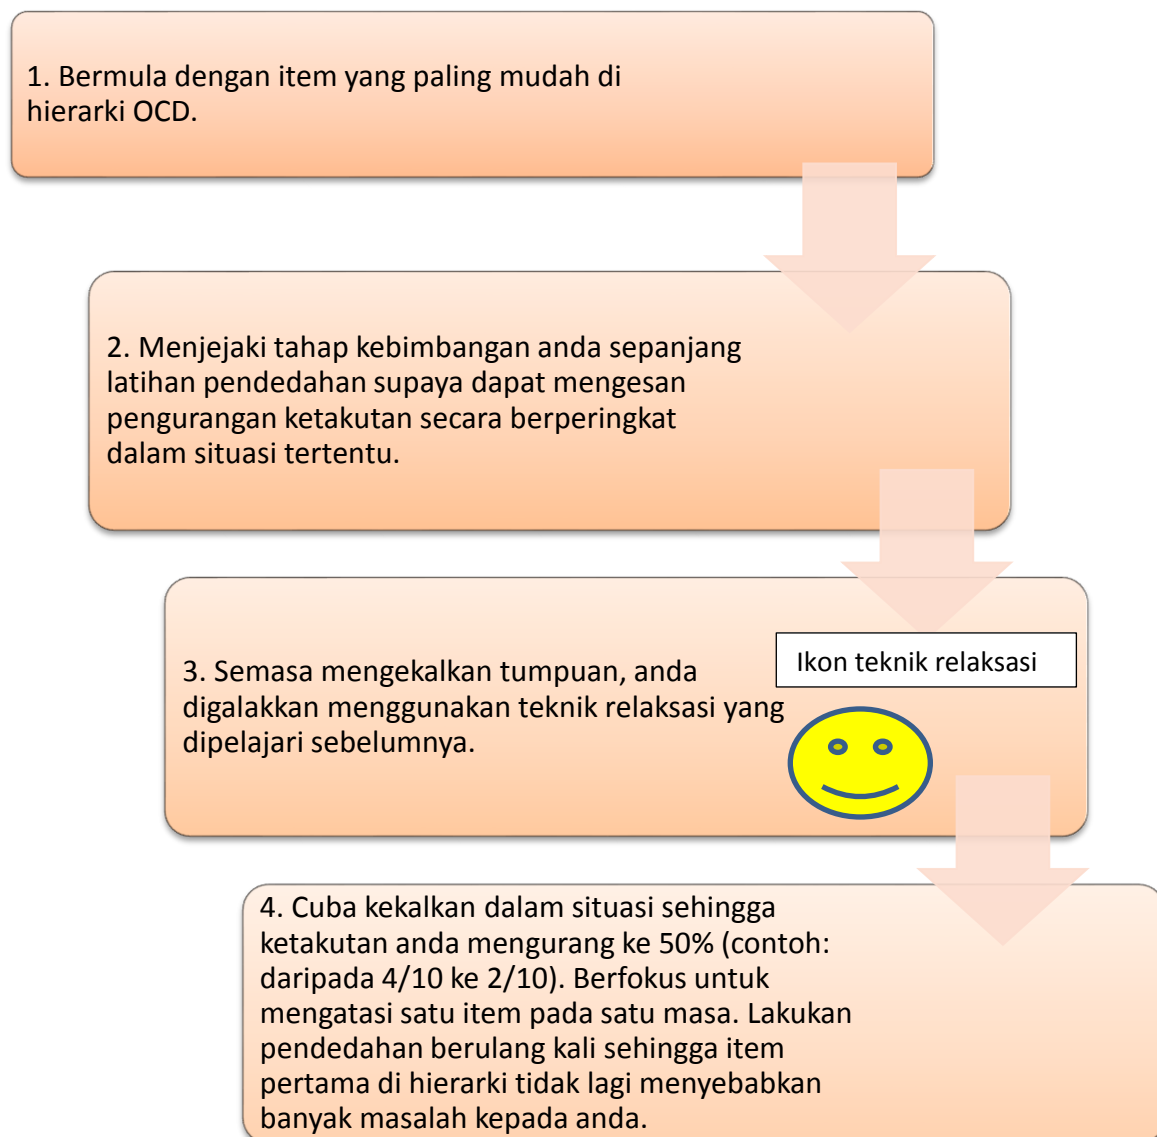 1. Bermula dengan item yang paling mudah di
hierarki OCD.
2. Menjejaki tahap kebimbangan anda sepanjang
latihan pendedahan supaya dapat mengesan
pengurangan ketakutan secara berperingkat
dalam situasi tertentu.
Ikon teknik relaksasi
3. Semasa mengekalkan tumpuan, anda
digalakkan menggunakan teknik relaksasi yang
dipelajari sebelumnya.
4. Cuba kekalkan dalam situasi sehingga
ketakutan anda mengurang ke 50% (contoh:
daripada 4/10 ke 2/10). Berfokus untuk
mengatasi satu item pada satu masa. Lakukan
pendedahan berulang kali sehingga item
pertama di hierarki tidak lagi menyebabkan
banyak masalah kepada anda.